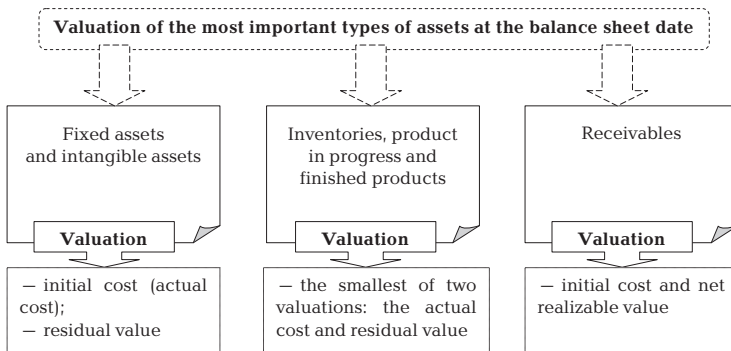 Valuation of the most important types of assets at the balance sheet date
Fixed assets
and intangible assets
Valuation
— initial cost (actual
cost);
— residual value
Inventories, product
in progress and
finished products
Valuation
— the smallest of two
valuations: the actual
cost and residual value
Receivables
Valuation
— initial cost and net
realizable value